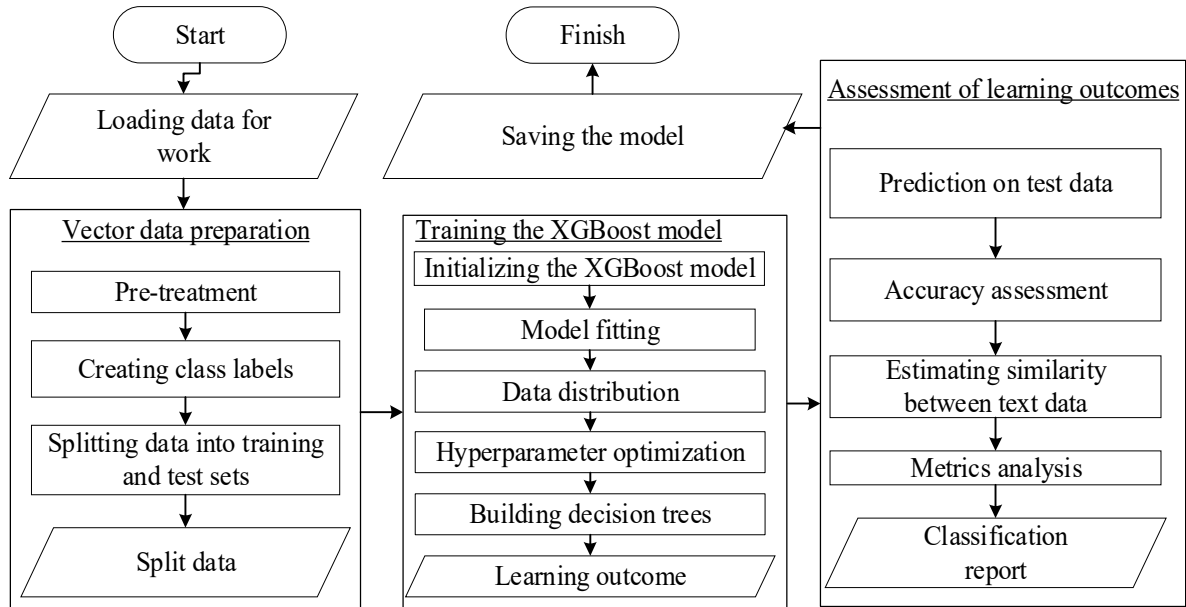 Start
Loading data for
work
Vector data preparation
Pre-treatment
Creating class labels
Splitting data into training
and test sets
Split data
Finish
Saving the model
Training the XGBoost model
Initializing the XGBoost model
Model fitting
Data distribution
Hyperparameter optimization
Building decision trees
Learning outcome
Assessment of learning outcomes
Prediction on test data
Accuracy assessment
Estimating similarity
between text data
Metrics analysis
Classification
report